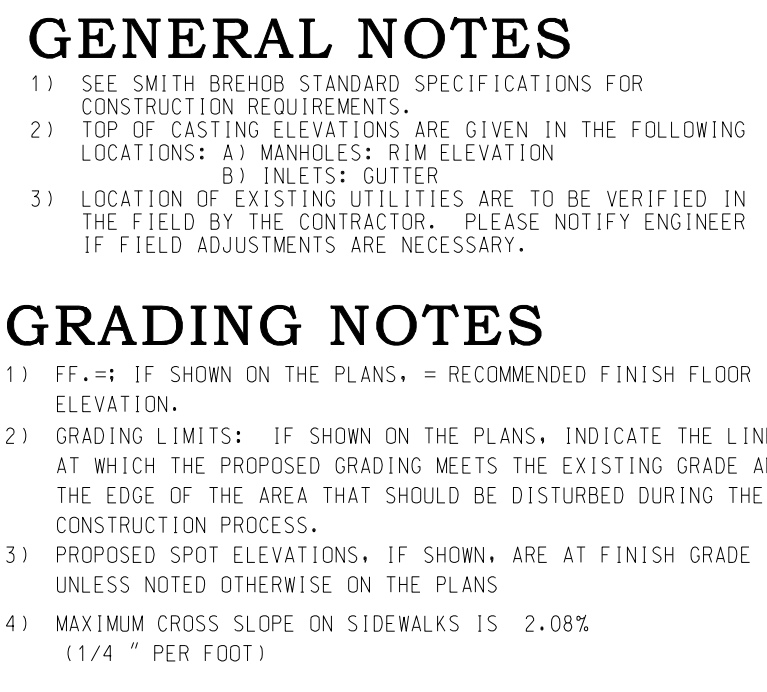 GENERAL NOTES
1) SEE SMITH BREHOB STANDARD SPECIFICATIONS FOR
CONSTRUCTION REQUIREMENTS.
2) TOP OF CASTING ELEVATIONS ARE GIVEN IN THE FOLLOWING
LOCATIONS: A) MANHOLES: RIM ELEVATION
B) INLETS: GUTTER
3) LOCATION OF EXISTING UTILITIES ARE TO BE VERIFIED IN
THE FIELD BY THE CONTRACTOR. PLEASE NOTIFY ENGINEER
IF FIELD ADJUSTMENTS ARE NECESSARY.
GRADING NOTES
1) FF.=; IF SHOWN ON THE PLANS, = RECOMMENDED FINISH FLOOR
ELEVATION.
2) GRADING LIMITS: IF SHOWN ON THE PLANS, INDICATE THE
AT WHICH THE PROPOSED GRADING MEETS THE EXISTING GRADE
THE EDGE OF THE AREA THAT SHOULD BE DISTURBED DURING THE
CONSTRUCTION PROCESS.
3) PROPOSED SPOT ELEVATIONS, IF SHOWN, ARE AT FINISH GRADE
UNLESS NOTED OTHERWISE ON THE PLANS
4) MAXIMUM CROSS SLOPE ON SIDEWALKS IS 2.08%
(1/4 " PER FOOT)